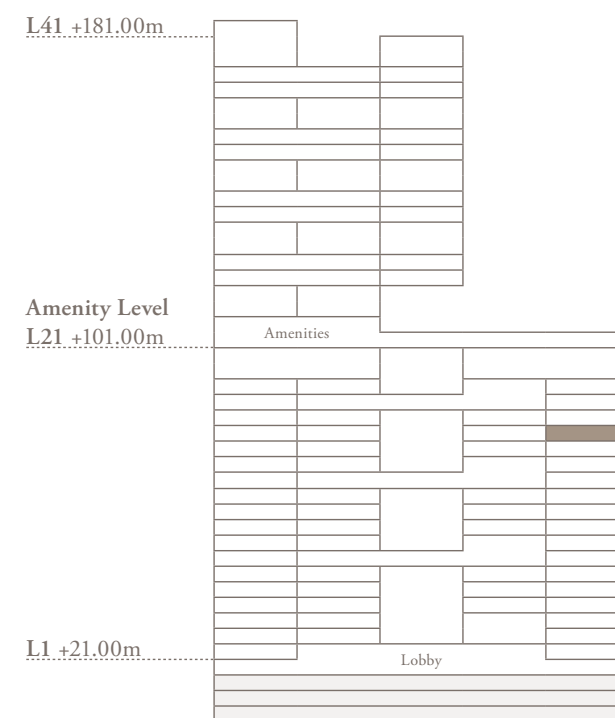 L41 +181.00m
Amenity Level
L21 +101.00m
Amenities
L1 +21.00m
Lobby